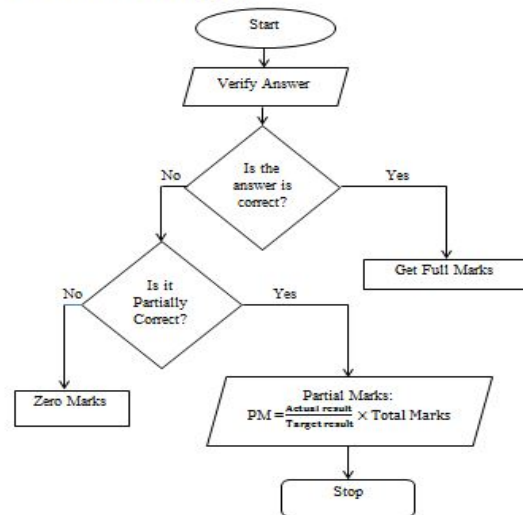 Start
Verify Answer
Is the
answer is
correct?
No
Yes
Get Full Marks
Is it
Partially
Correct?
No
Yes
Zero Marks
Partial Marks:
PM = Actual result / Target result × Total Marks
Stop